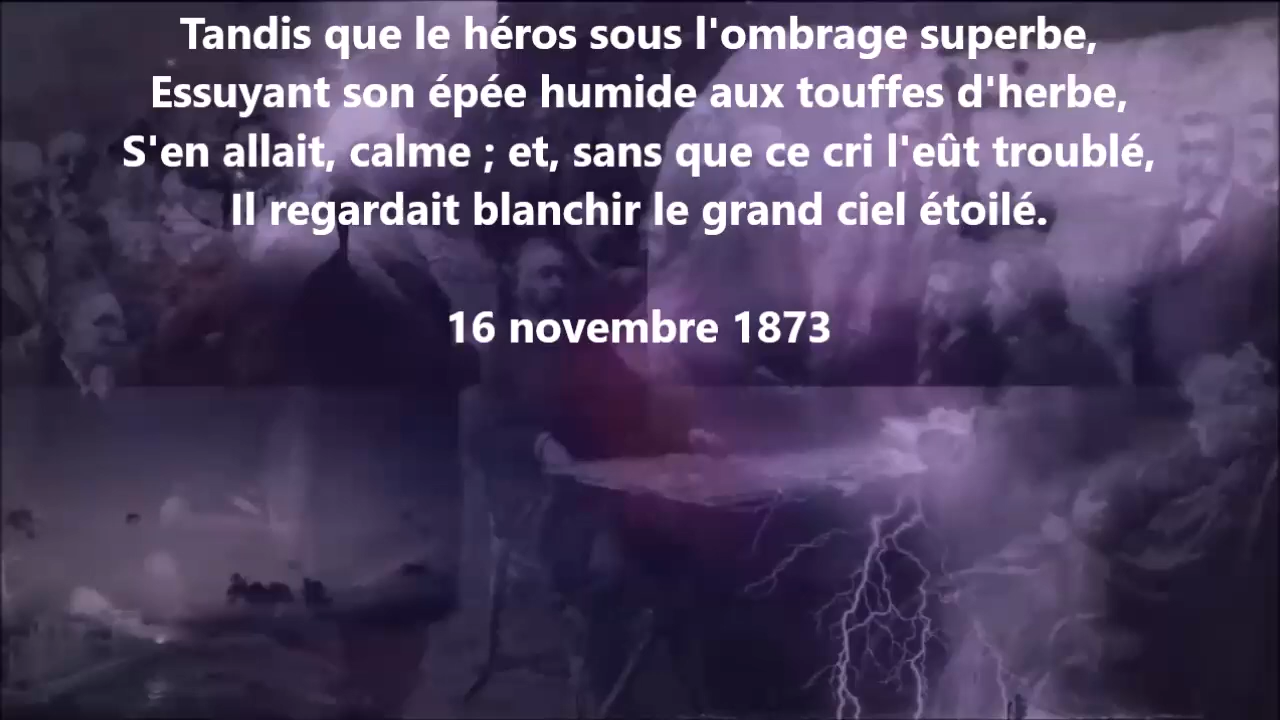 Tandis que le héros sous l'ombrage superbe,
Essuyant son épée humide aux touffes d'herbe,
S'en allait, calme ; et, sans que ce cri l'eût troublé,
Il regardait blanchir le grand ciel étoilé.
16 novembre 1873